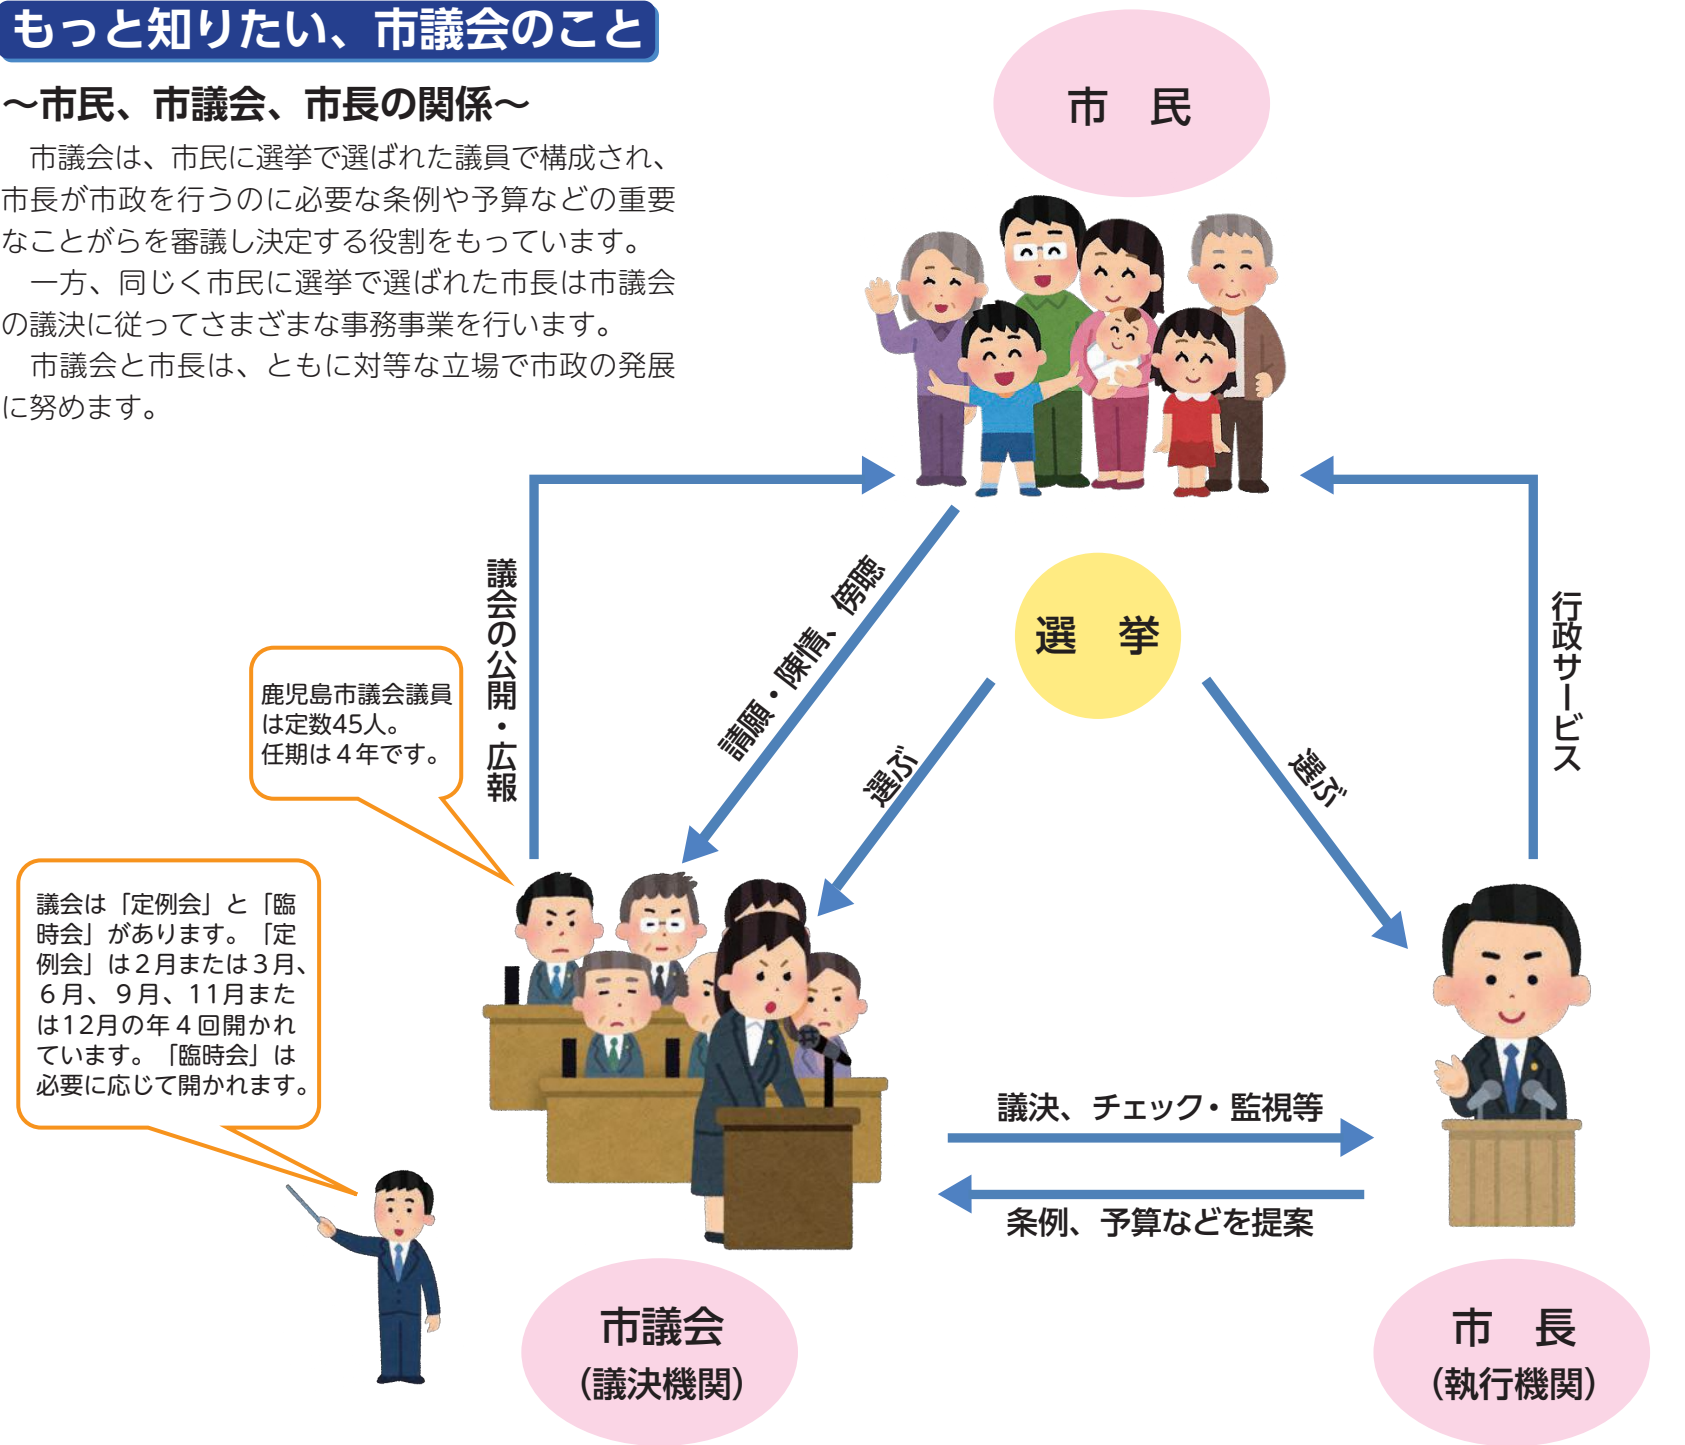 もっと知りたい、市議会のこと
～市民、市議会、市長の関係～
　市議会は、市民に選挙で選ばれた議員で構成され、
市長が市政を行うのに必要な条例や予算などの重要
なことがらを審議し決定する役割をもっています。
　一方、同じく市民に選挙で選ばれた市長は市議会
の議決に従ってさまざまな事務事業を行います。
　市議会と市長は、ともに対等な立場で市政の発展
に努めます。
市　民
選　挙
議会の公開・広報
請願・陳情、傍聴
選ぶ
選ぶ
行政サービス
鹿児島市議会議員
は定数45人。
任期は４年です。
議会は「定例会」と「臨
時会」があります。「定
例会」は２月または３月、
６月、９月、11月また
は12月の年４回開かれ
ています。「臨時会」は
必要に応じて開かれます。
議決、チェック・監視等
条例、予算などを提案
市議会
（議決機関）
市　長
（執行機関）